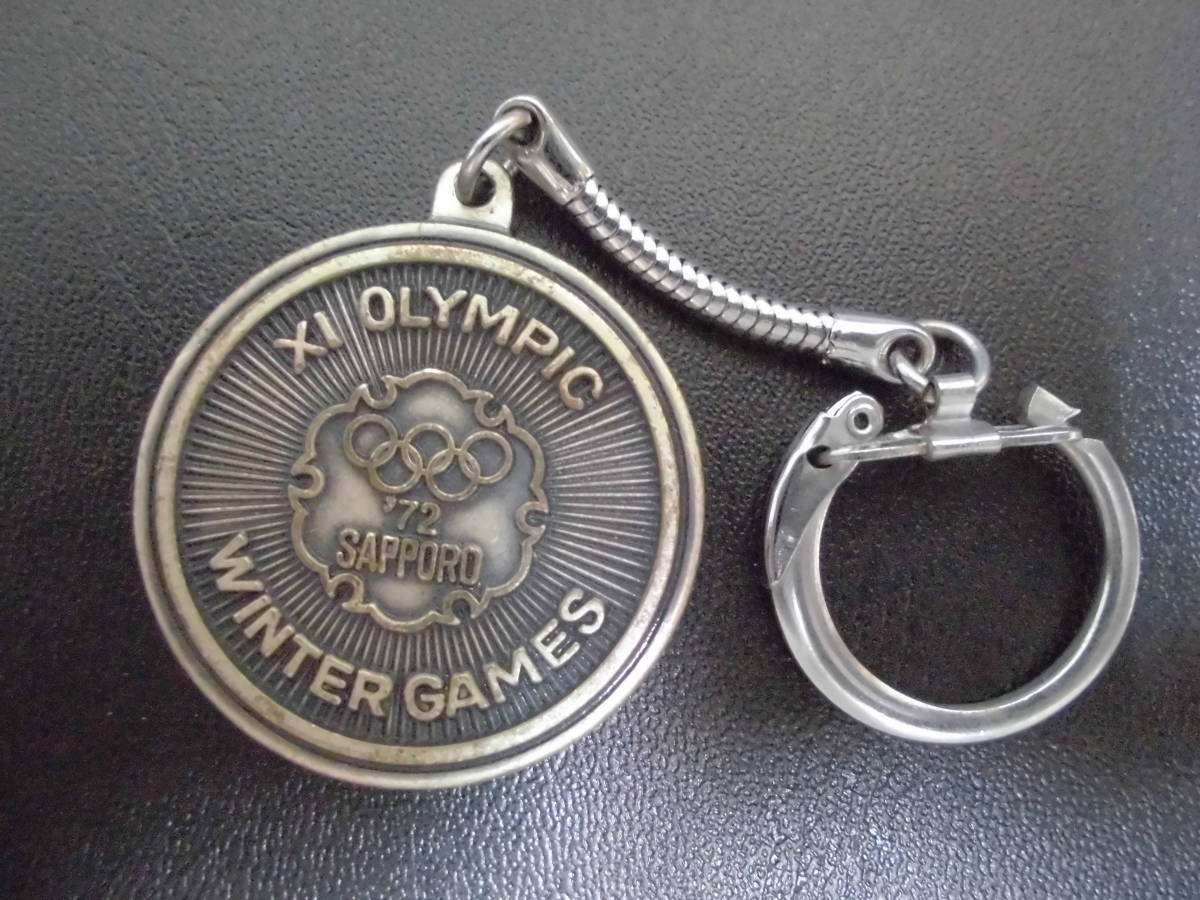 XI OLYMPIC
'72
SAPPORO
WINTER GAMES